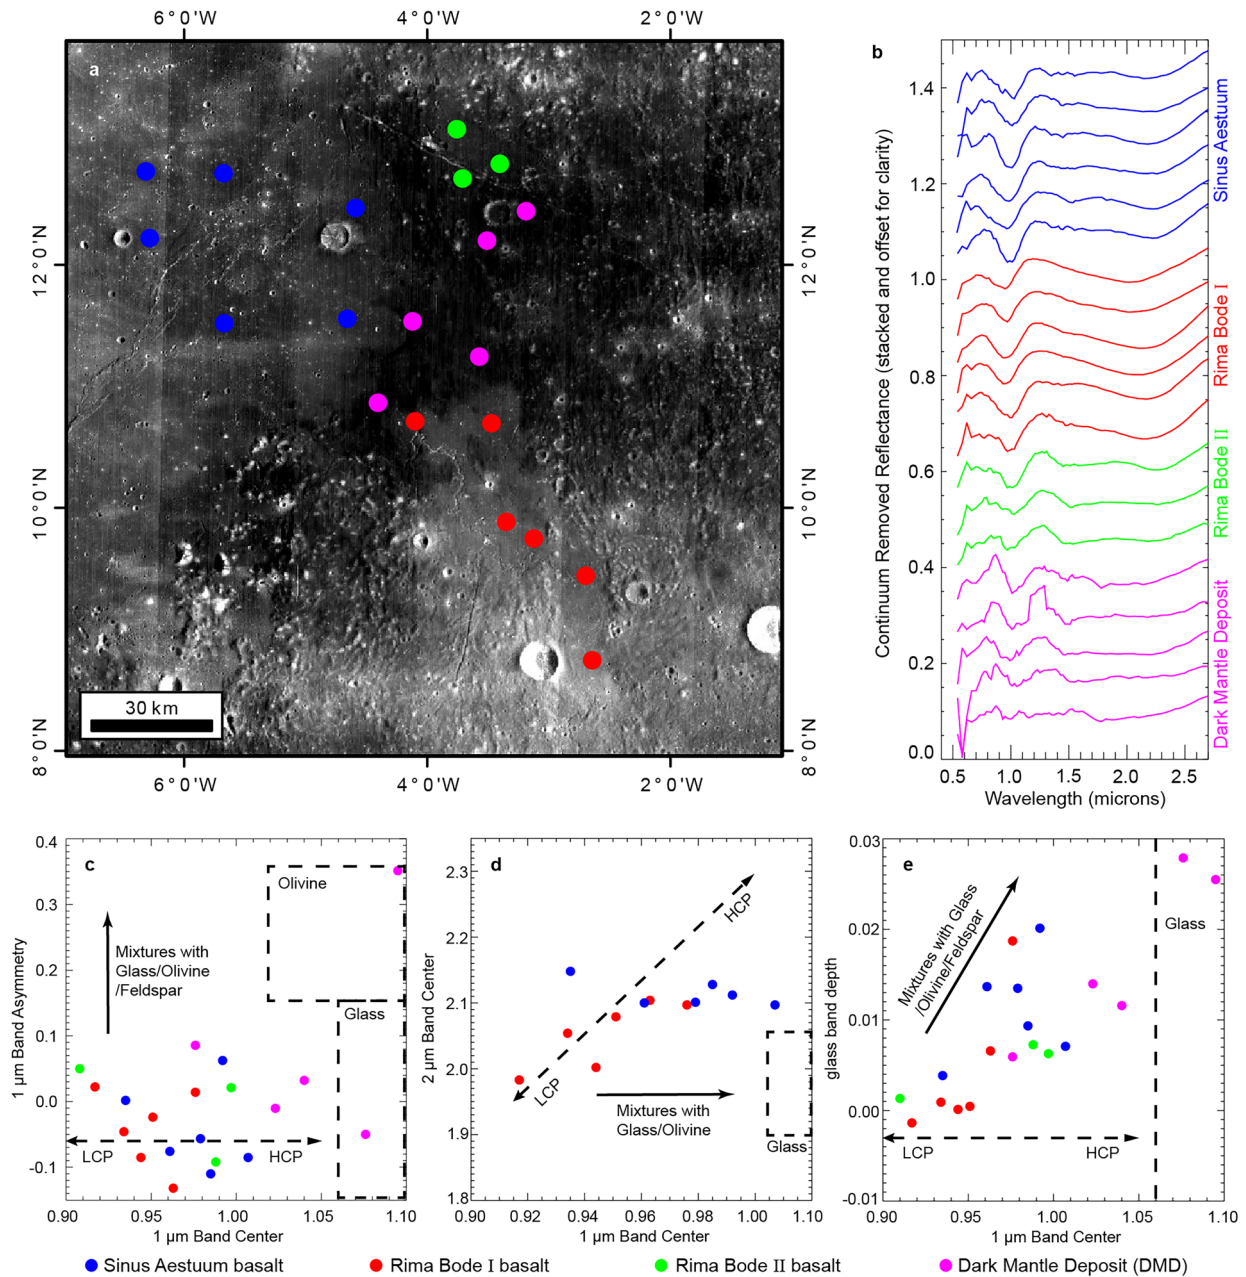 6°0'W
4°0'W
2°0'W
a
12°0'N
10°0'N
8°0'N
12°0'N
10°0'N
8°0'N
30 km
6°0'W
4°0'W
2°0'W
b
Continuum Removed Reflectance (stacked and offset for clarity)
1.4
1.2
1.0
0.8
0.6
0.4
0.2
0.0
0.5
1.0
1.5
2.0
2.5
Wavelength (microns)
Sinus Aestuum
Rima Bode I
Rima Bode II
Dark Mantle Deposit
c
1 µm Band Asymmetry
0.4
0.3
0.2
0.1
0.0
-0.1
Olivine
Mixtures with
Glass/Olivine
/Feldspar
Glass
LCP
HCP
0.90
0.95
1.00
1.05
1.10
1 µm Band Center
d
2 µm Band Center
2.3
2.2
2.1
2.0
1.9
1.8
HCP
LCP
Mixtures with
Glass/Olivine
Glass
0.90
0.92
0.94
0.96
0.98
1.00
1.10
1 µm Band Center
e
glass band depth
0.03
0.02
0.01
0.00
-0.01
Mixtures with Glass
/Olivine/Feldspar
Glass
LCP
HCP
0.90
0.95
1.00
1.05
1.10
1 µm Band Center
Sinus Aestuum basalt
Rima Bode I basalt
Rima Bode II basalt
Dark Mantle Deposit (DMD)